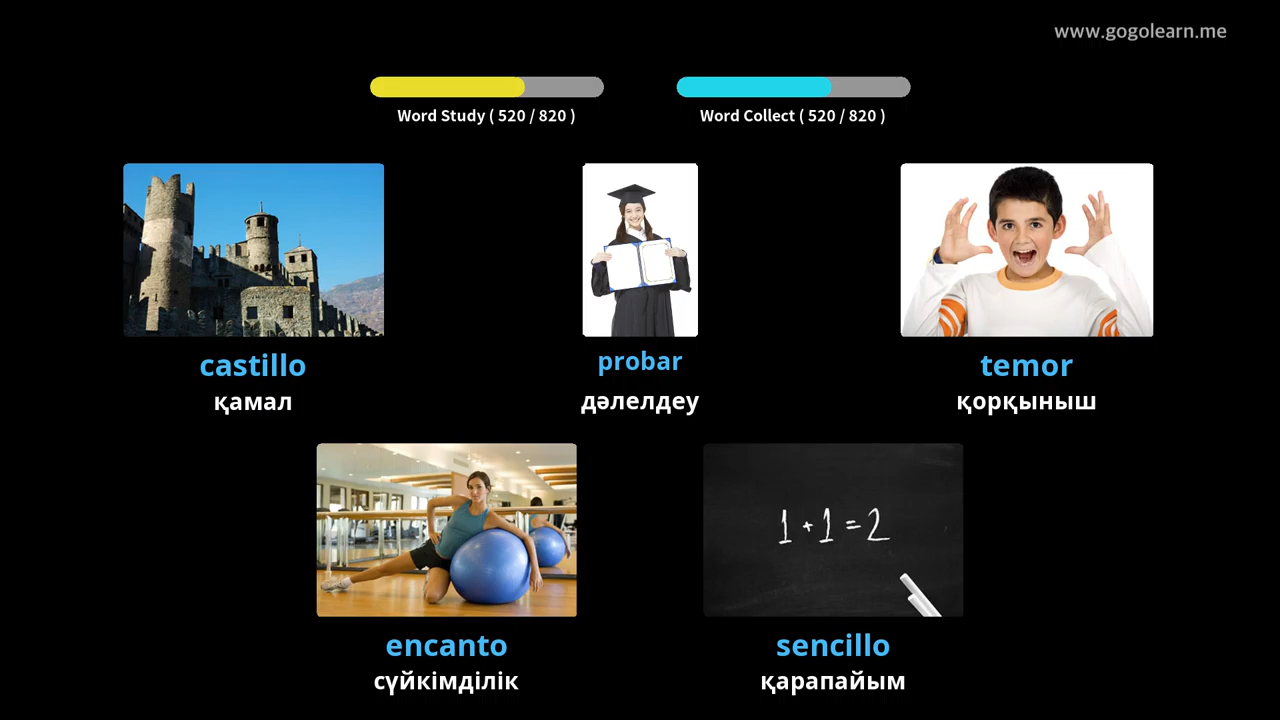 www.gogolearn.me
Word Study ( 520 / 820 )
Word Collect ( 520 / 820 )
castillo
қамал
probar
дәлелдеу
temor
қорқыныш
1 + 1 = 2
encanto
сүйкімділік
sencillo
қарапайым